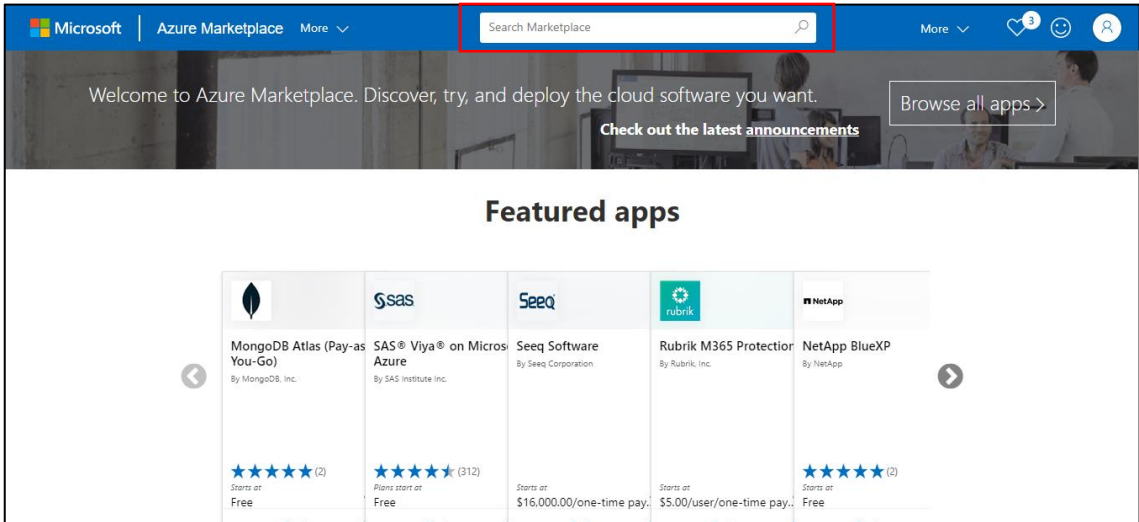 Microsoft Azure Marketplace More Search Marketplace More 3
Welcome to Azure Marketplace. Discover, try, and deploy the cloud software you want.
Browse all apps >
Check out the latest announcements
Featured apps
sas
Seeq
rubrik
NetApp
MongoDB Atlas (Pay-as
You-Go)
By MongoDB, Inc.
(2)
Starts at
Free
SAS® Viya® on Micros
Azure
By SAS Institute Inc.
(312)
Plans start at
Free
Seeq Software
By Seeq Corporation
Starts at
$16,000.00/one-time pay..
Rubrik M365 Protection
By Rubrik, Inc.
Starts at
$5.00/user/one-time pay..
NetApp BlueXP
By NetApp
(2)
Starts at
Free